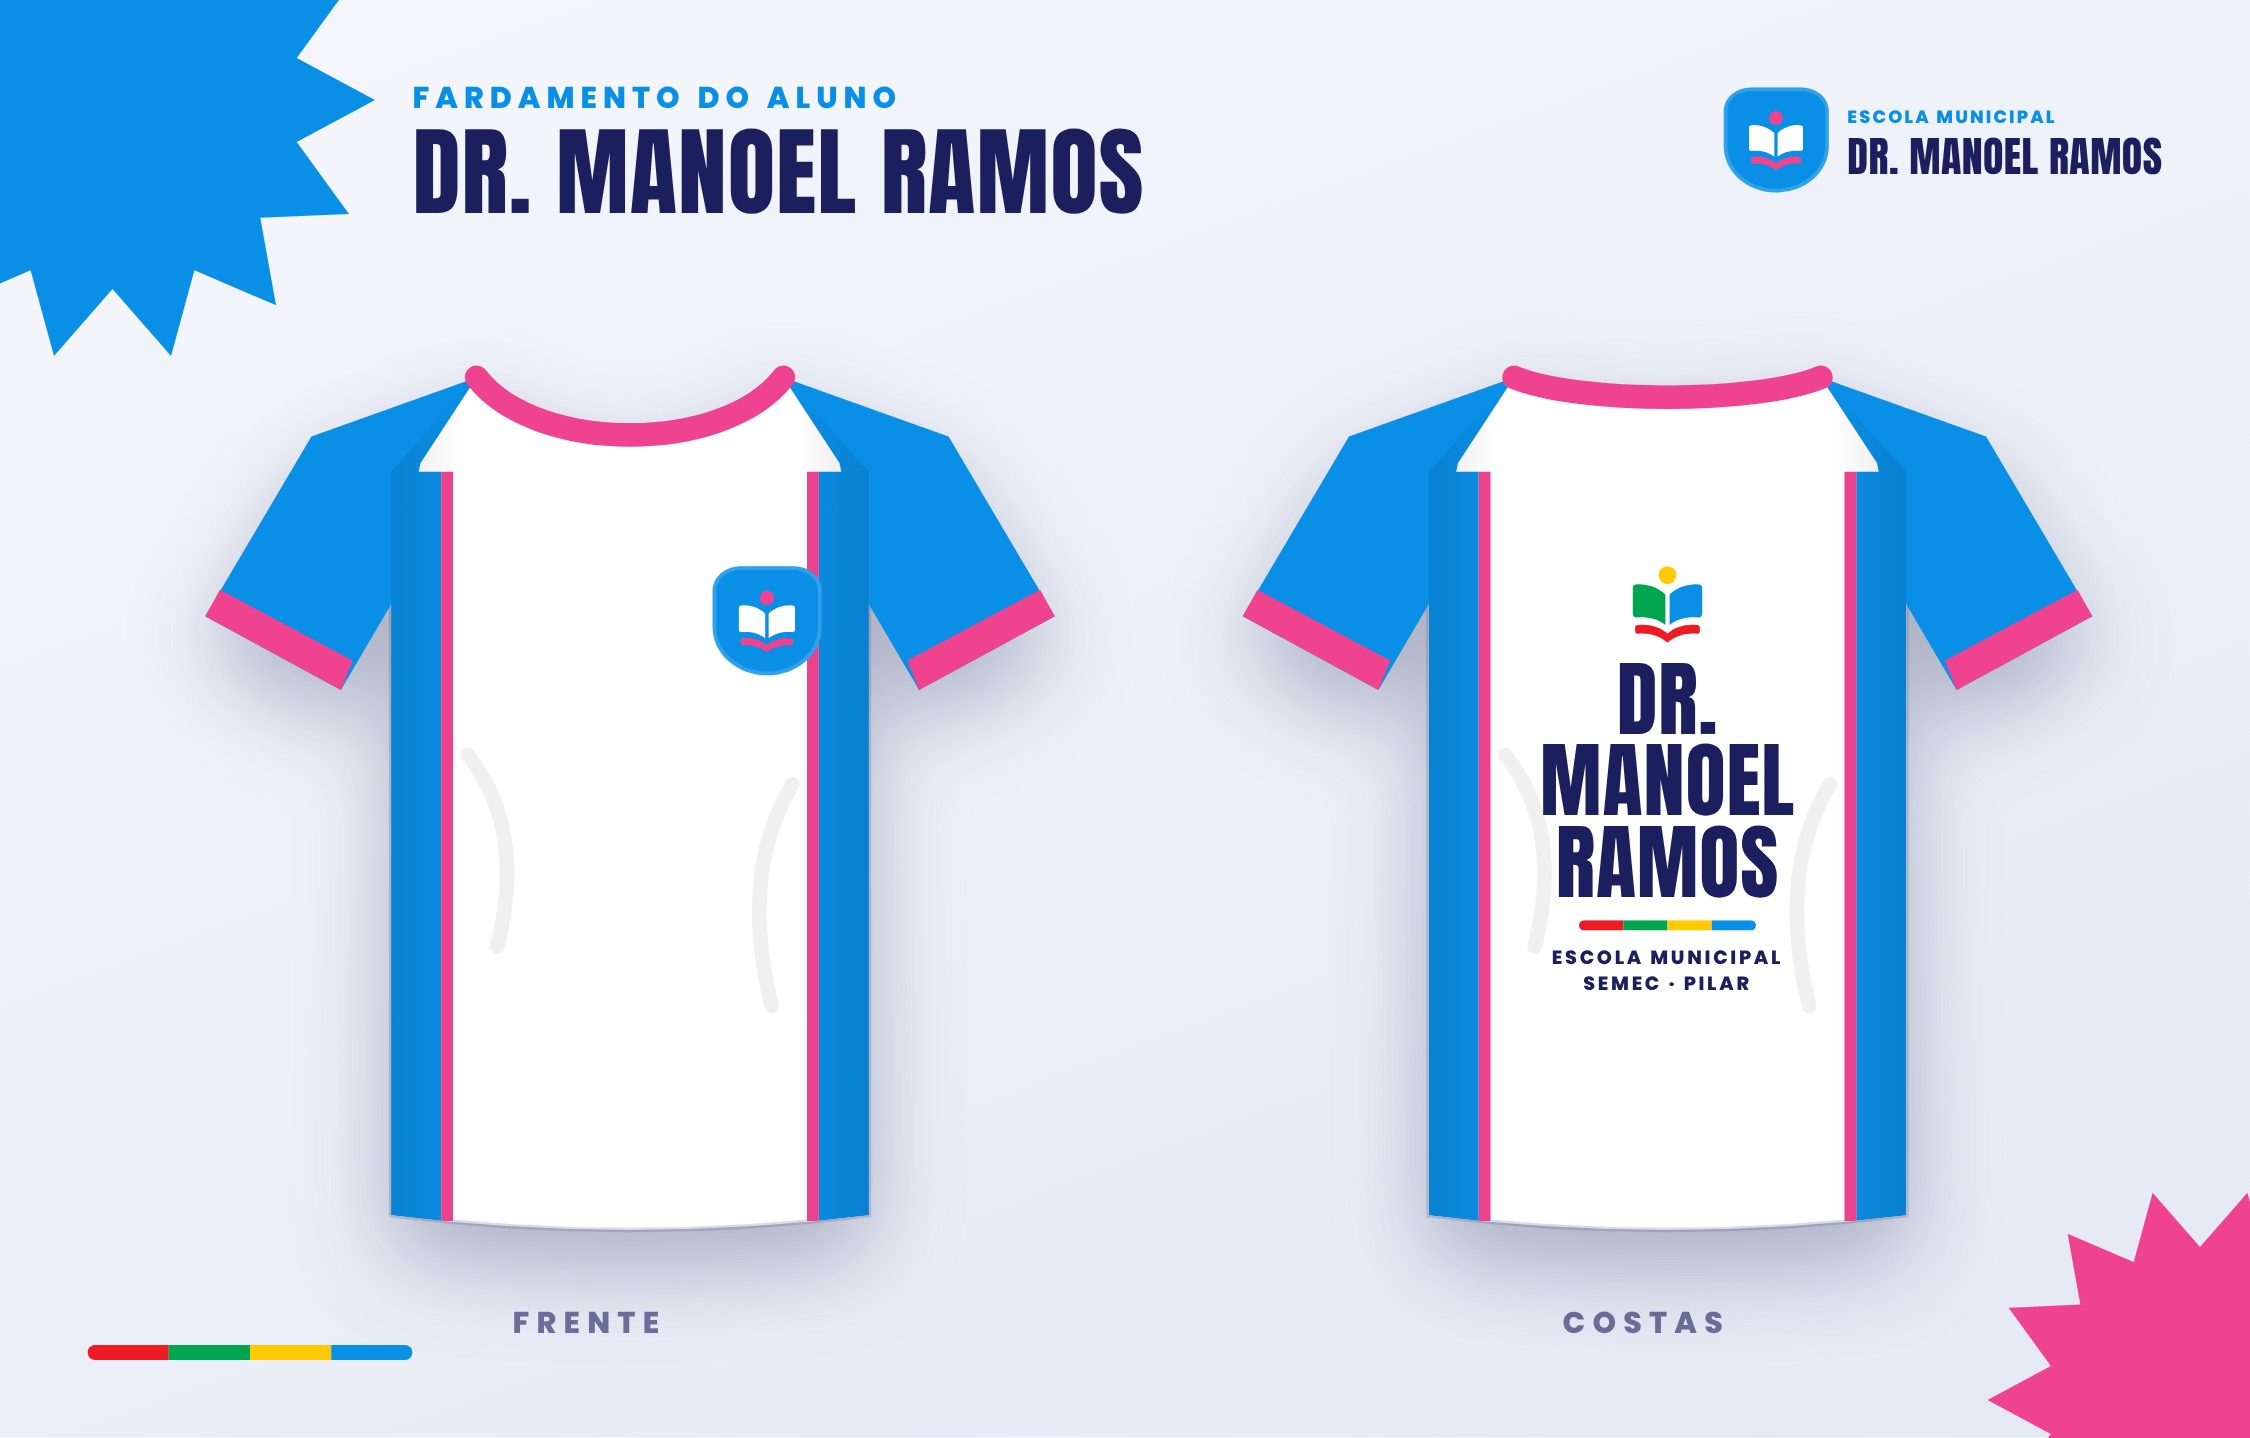 FARDAMENTO DO ALUNO
DR. MANOEL RAMOS
ESCOLA MUNICIPAL
DR. MANOEL RAMOS
DR.
MANOEL
RAMOS
ESCOLA MUNICIPAL
SEMEC · PILAR
FRENTE
COSTAS